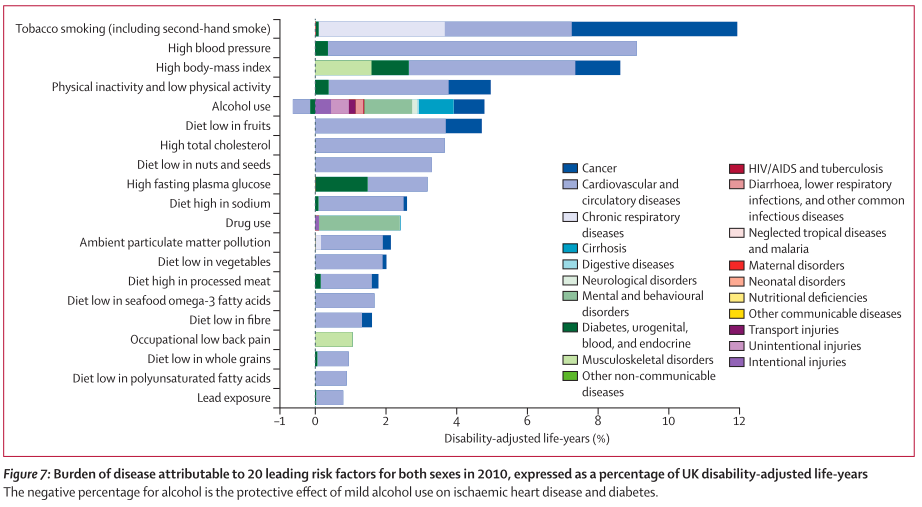 Tobacco smoking (including second-hand smoke)
High blood pressure
High body-mass index
Physical inactivity and low physical activity
Alcohol use
Diet low in fruits
High total cholesterol
Diet low in nuts and seeds
High fasting plasma glucose
Diet high in sodium
Drug use
Ambient particulate matter pollution
Diet low in vegetables
Diet high in processed meat
Diet low in seafood omega-3 fatty acids
Diet low in fibre
Occupational low back pain
Diet low in whole grains
Diet low in polyunsaturated fatty acids
Lead exposure
Cancer
Cardiovascular and
circulatory diseases
Chronic respiratory
diseases
Cirrhosis
Digestive diseases
Neurological disorders
Mental and behavioural
disorders
Diabetes, urogenital,
blood, and endocrine
Musculoskeletal disorders
Other non-communicable
diseases
HIV/AIDS and tuberculosis
Diarrhoea, lower respiratory
infections, and other common
infectious diseases
Neglected tropical diseases
and malaria
Maternal disorders
Neonatal disorders
Nutritional deficiencies
Other communicable diseases
Transport injuries
Unintentional injuries
Intentional injuries
–1 0 2 4 6 8 10 12
Disability-adjusted life-years (%)
Figure 7: Burden of disease attributable to 20 leading risk factors for both sexes in 2010, expressed as a percentage of UK disability-adjusted life-years
The negative percentage for alcohol is the protective effect of mild alcohol use on ischaemic heart disease and diabetes.